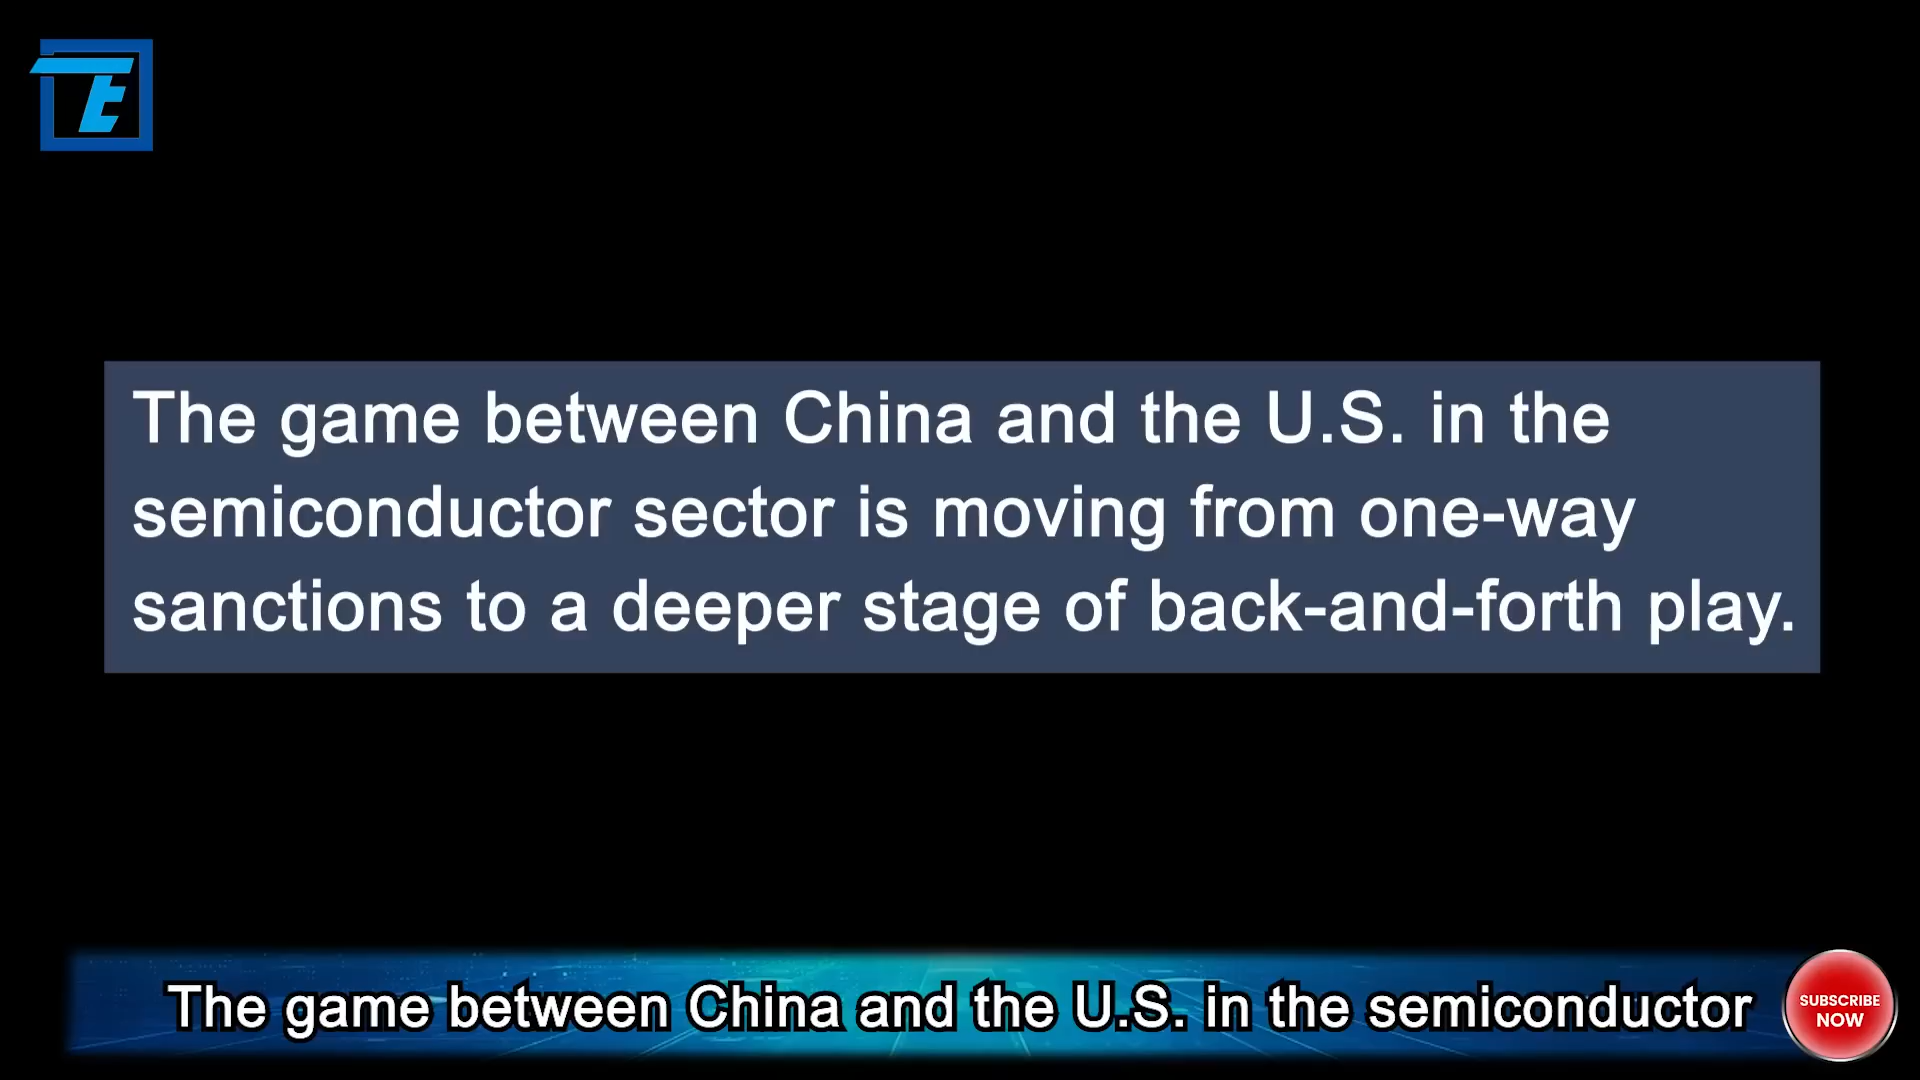 TE
The game between China and the U.S. in the
semiconductor sector is moving from one-way
sanctions to a deeper stage of back-and-forth play.
The game between China and the U.S. in the semiconductor
SUBSCRIBE
NOW